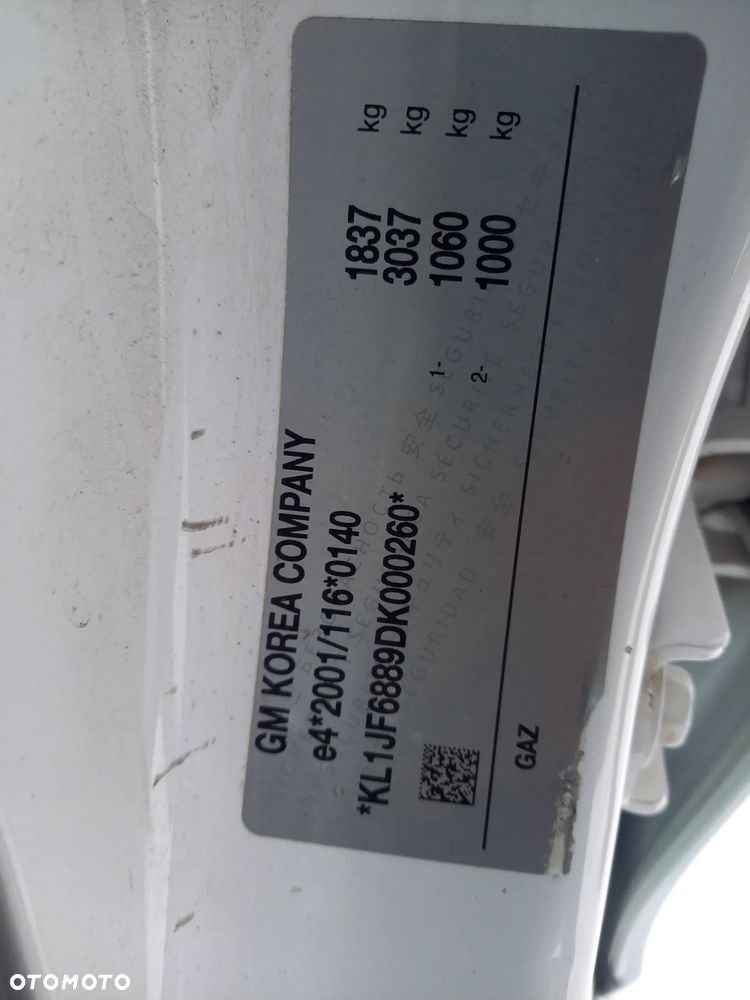 GM KOREA COMPANY
e4*2001/116*0140
*KL1JF6889DK000260*
1837 kg
3037 kg
1- 1060 kg
2- 1000 kg
GAZ
OTOMOTO